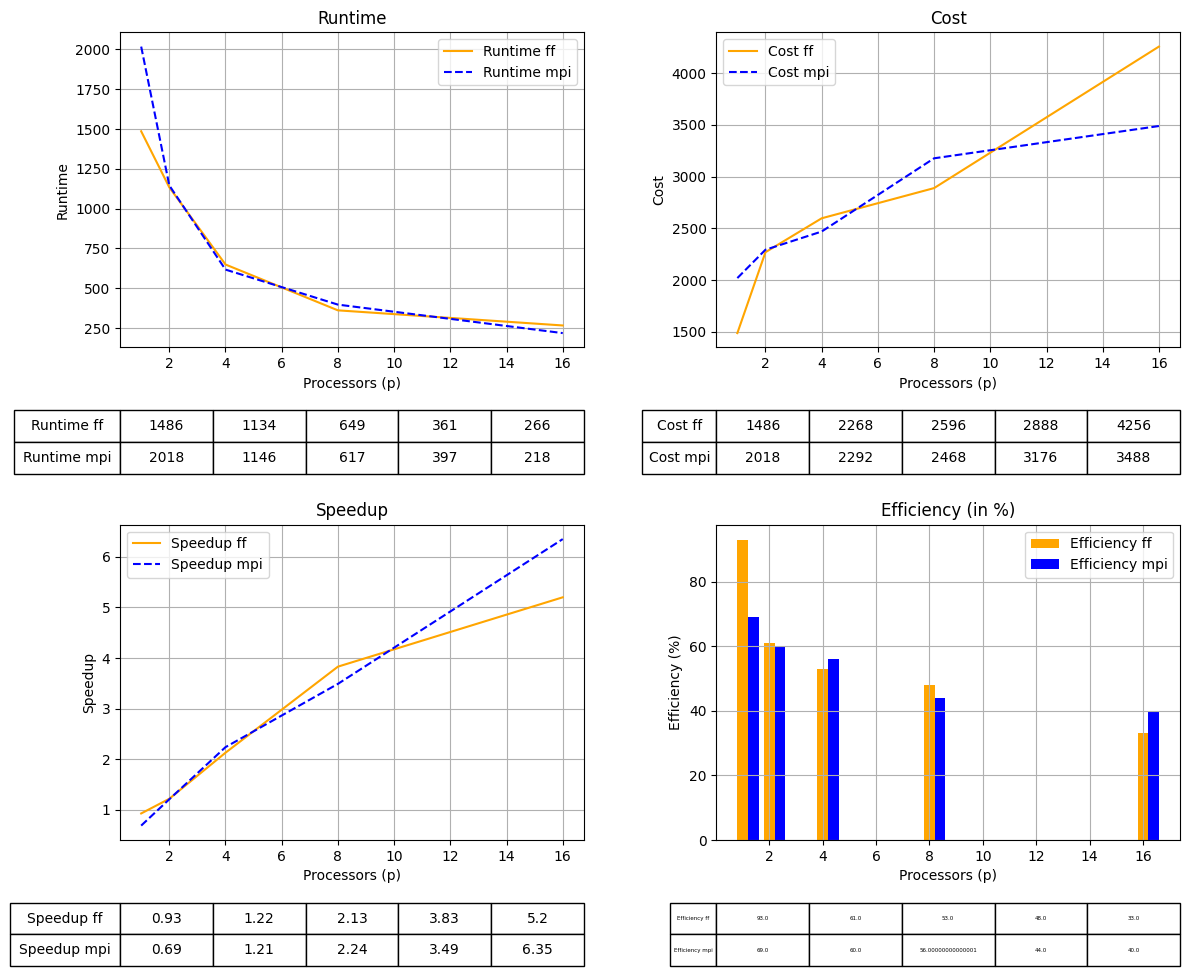 Runtime
2000
1750
1500
1250
1000
750
500
250
Runtime
Runtime ff
Runtime mpi
2 4 6 8 10 12 14 16
Processors (p)
Runtime ff 1486 1134 649 361 266
Runtime mpi 2018 1146 617 397 218
Cost
4000
3500
3000
2500
2000
1500
Cost
Cost ff
Cost mpi
2 4 6 8 10 12 14 16
Processors (p)
Cost ff 1486 2268 2596 2888 4256
Cost mpi 2018 2292 2468 3176 3488
Speedup
6
5
4
3
2
1
Speedup
Speedup ff
Speedup mpi
2 4 6 8 10 12 14 16
Processors (p)
Speedup ff 0.93 1.22 2.13 3.83 5.2
Speedup mpi 0.69 1.21 2.24 3.49 6.35
Efficiency (in %)
80
60
40
20
0
Efficiency (%)
Efficiency ff
Efficiency mpi
2 4 6 8 10 12 14 16
Processors (p)
Efficiency ff 93.0 61.0 53.0 48.0 33.0
Efficiency mpi 69.0 60.0 56.00000000000001 44.0 40.0